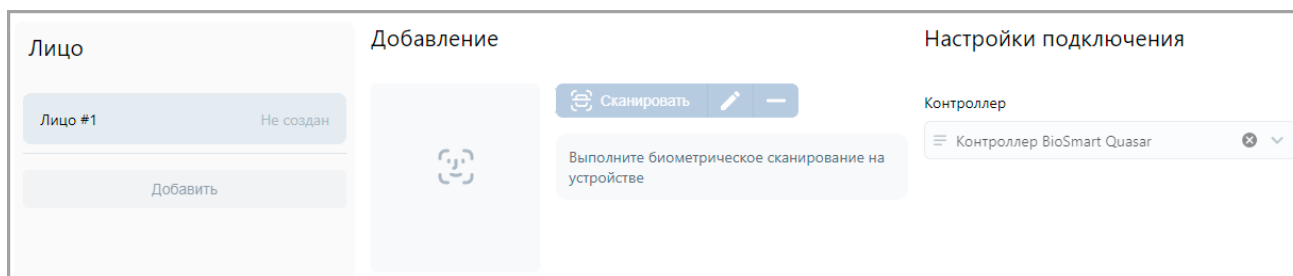 Лицо
Лицо #1
Не создан
Добавить
Добавление
Сканировать
Выполните биометрическое сканирование на
устройстве
Настройки подключения
Контроллер
Контроллер BioSmart Quasar